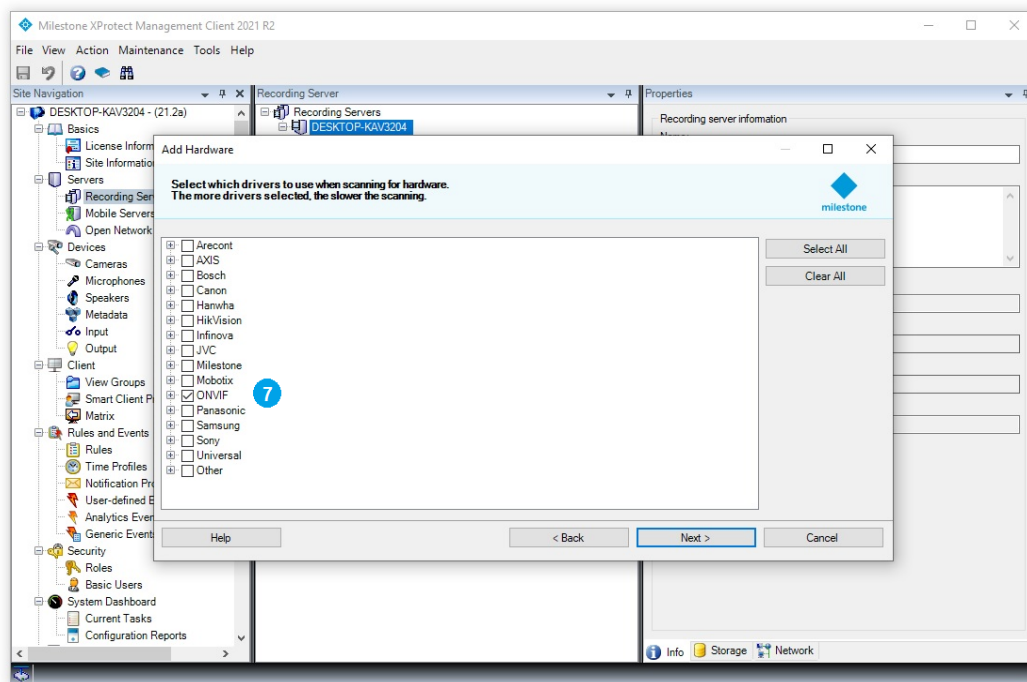 Milestone XProtect Management Client 2021 R2
File View Action Maintenance Tools Help
Site Navigation
DESKTOP-KAV3204 - (21.2a)
Basics
License Inform
Site Informatio
Servers
Recording Ser
Mobile Servers
Open Network
Devices
Cameras
Microphones
Speakers
Metadata
Input
Output
Client
View Groups
Smart Client P
Matrix
Rules and Events
Rules
Time Profiles
Notification Pro
User-defined E
Analytics Even
Generic Event
Security
Roles
Basic Users
System Dashboard
Current Tasks
Configuration Reports
Recording Server
Recording Servers
DESKTOP-KAV3204
Properties
Recording server information
Add Hardware
Select which drivers to use when scanning for hardware.
The more drivers selected, the slower the scanning.
milestone
Arecont
AXIS
Bosch
Canon
Hanwha
HikVision
Infinova
JVC
Milestone
Mobotix
ONVIF
7
Panasonic
Samsung
Sony
Universal
Other
Select All
Clear All
Help
< Back
Next >
Cancel
Info Storage Network